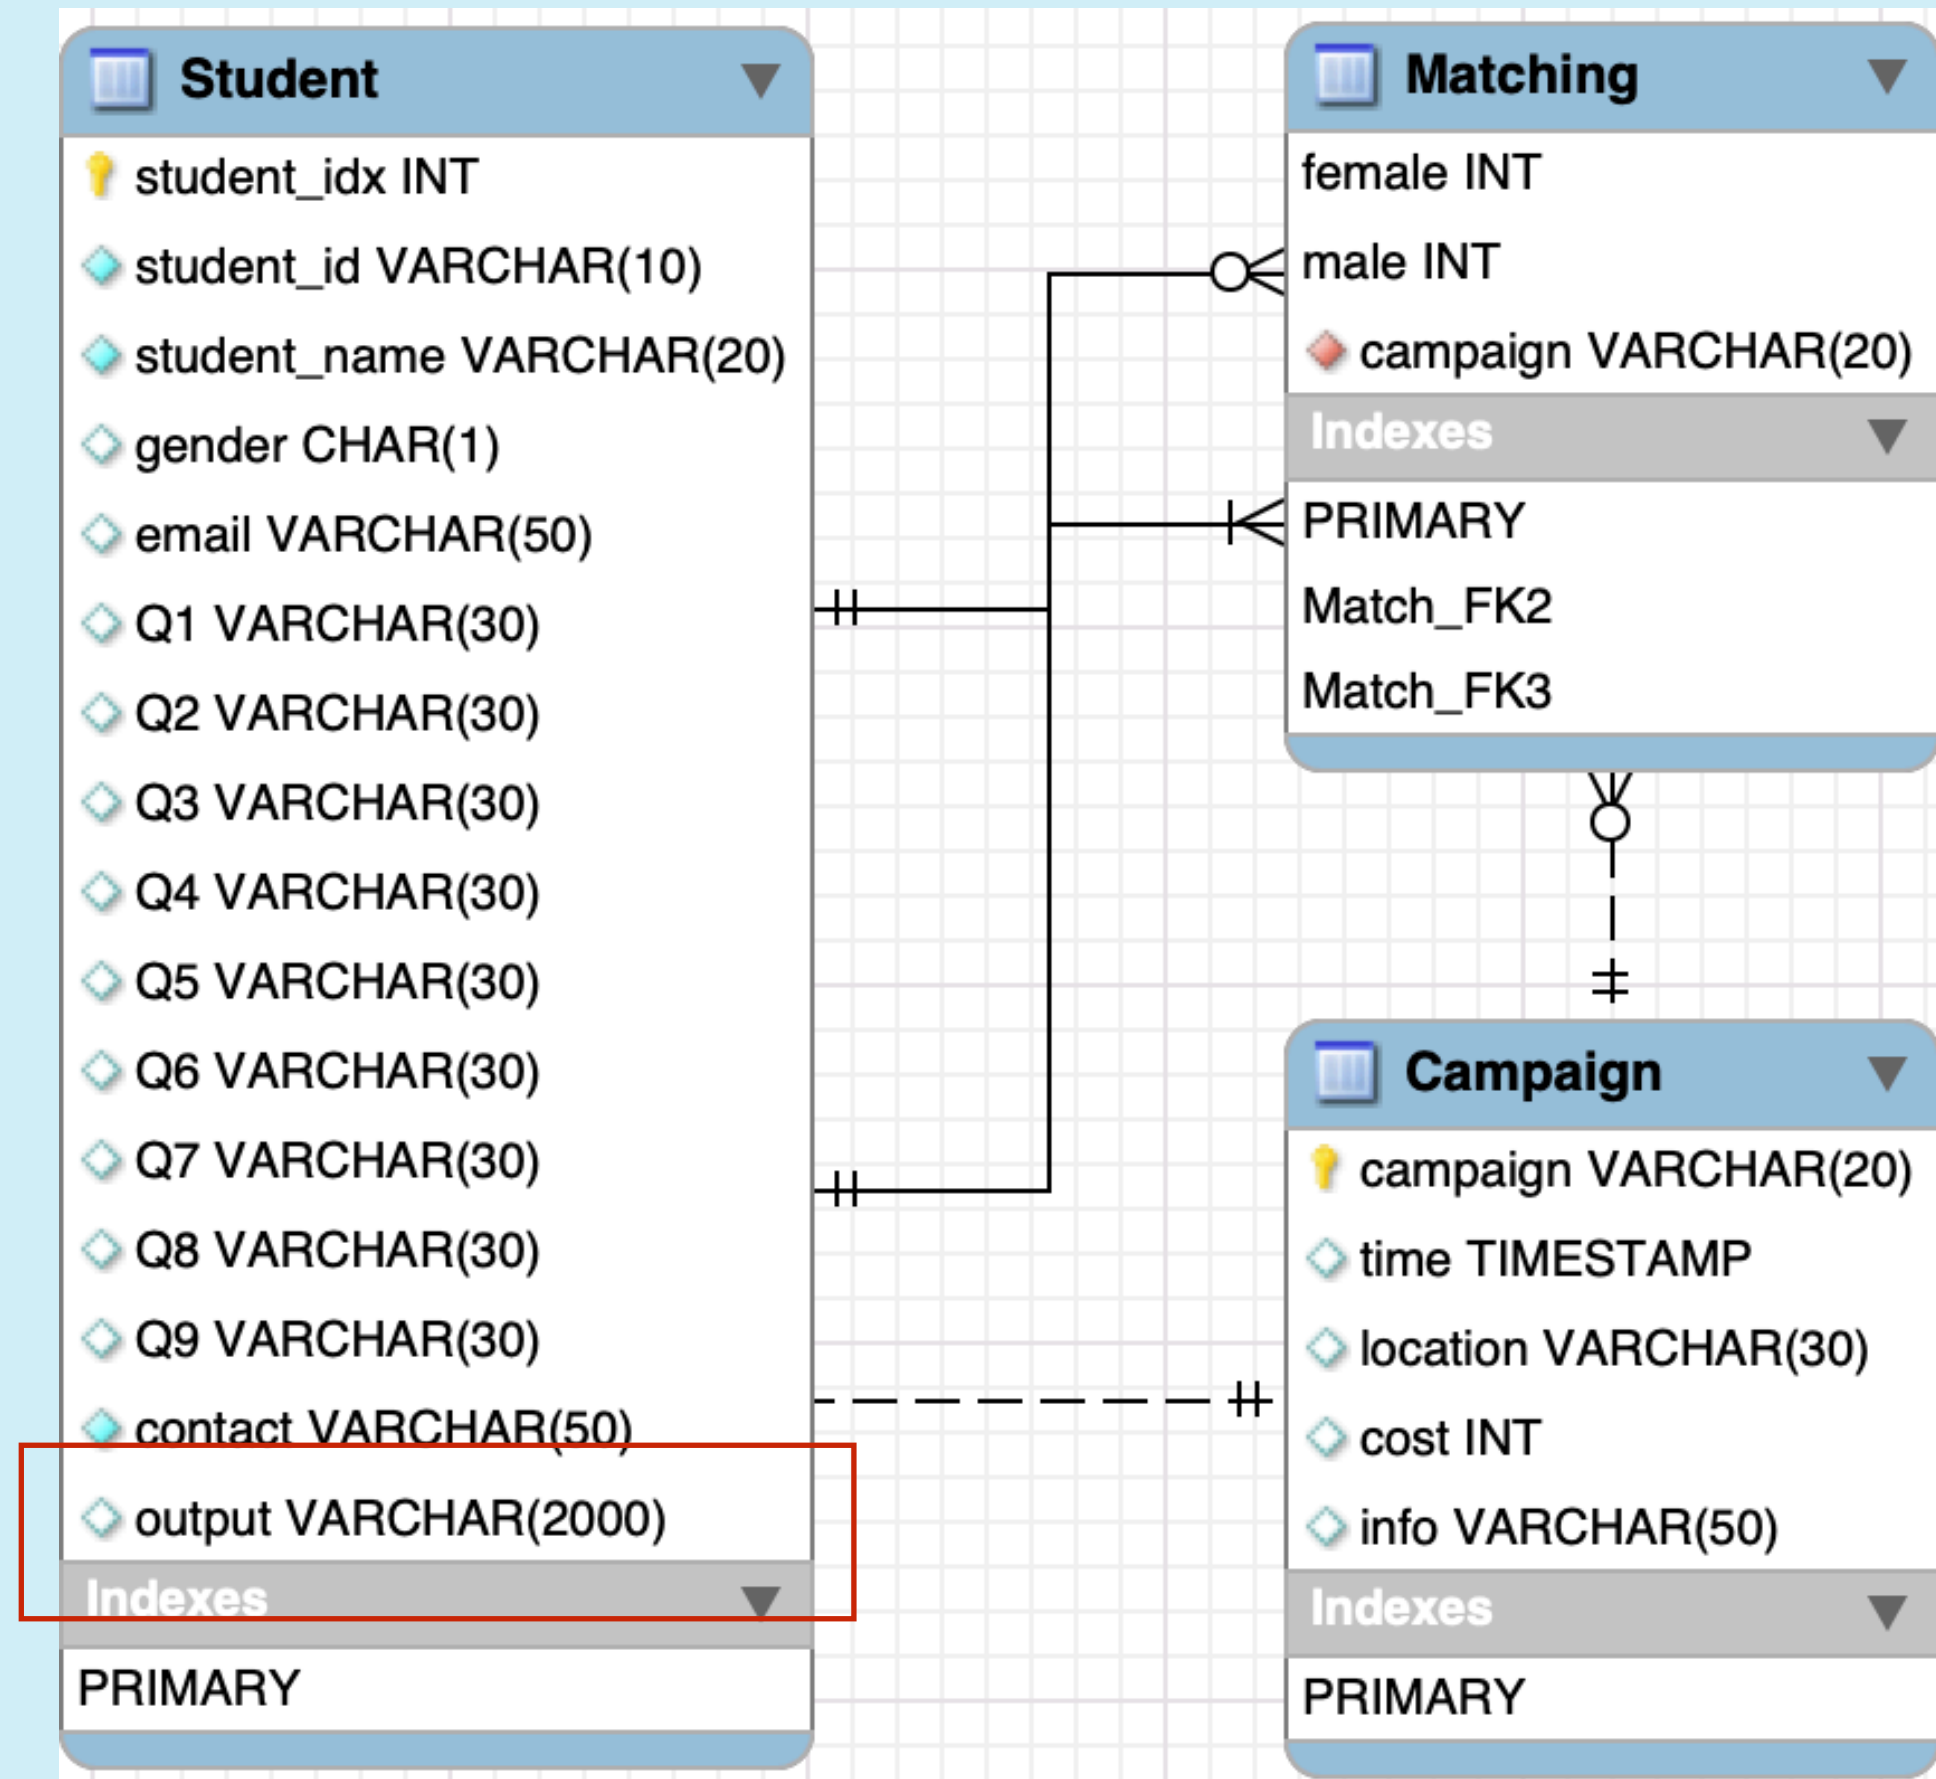 Student
student_idx INT
student_id VARCHAR(10)
student_name VARCHAR(20)
gender CHAR(1)
email VARCHAR(50)
Q1 VARCHAR(30)
Q2 VARCHAR(30)
Q3 VARCHAR(30)
Q4 VARCHAR(30)
Q5 VARCHAR(30)
Q6 VARCHAR(30)
Q7 VARCHAR(30)
Q8 VARCHAR(30)
Q9 VARCHAR(30)
contact VARCHAR(50)
output VARCHAR(2000)
Indexes
PRIMARY
Matching
female INT
male INT
campaign VARCHAR(20)
Indexes
PRIMARY
Match_FK2
Match_FK3
Campaign
campaign VARCHAR(20)
time TIMESTAMP
location VARCHAR(30)
cost INT
info VARCHAR(50)
Indexes
PRIMARY